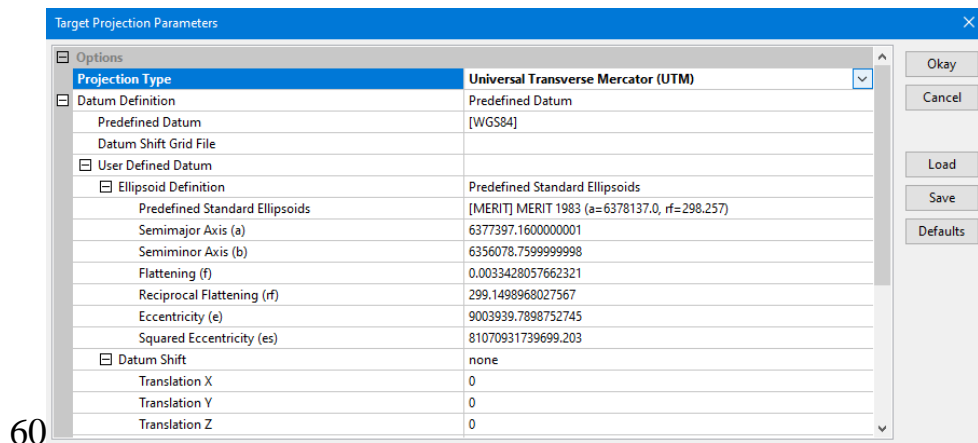 Target Projection Parameters
Options
Projection Type Universal Transverse Mercator (UTM)
Datum Definition Predefined Datum
Predefined Datum [WGS84]
Datum Shift Grid File
User Defined Datum
Ellipsoid Definition Predefined Standard Ellipsoids
Predefined Standard Ellipsoids [MERIT] MERIT 1983 (a=6378137.0, rf=298.257)
Semimajor Axis (a) 6377397.1600000001
Semiminor Axis (b) 6356078.7599999998
Flattening (f) 0.0033428057662321
Reciprocal Flattening (rf) 299.1498968027567
Eccentricity (e) 9003939.7898752745
Squared Eccentricity (es) 81070931739699.203
Datum Shift none
Translation X 0
Translation Y 0
Translation Z 0
Okay
Cancel
Load
Save
Defaults
60